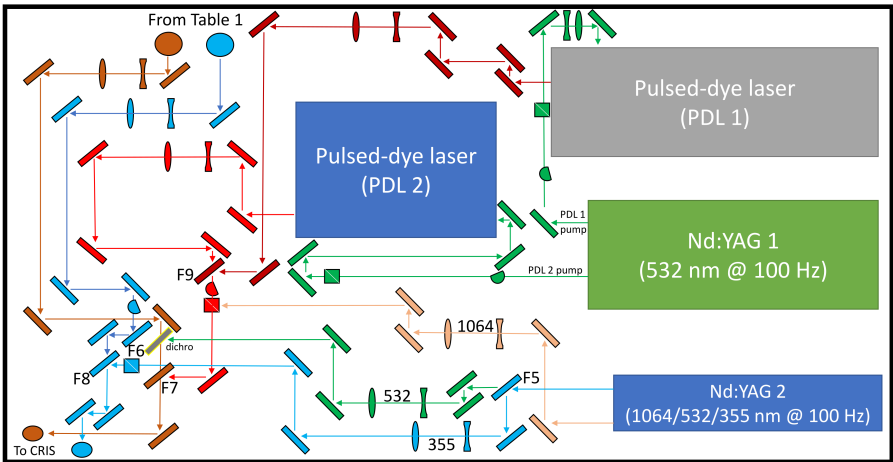 From Table 1
Pulsed-dye laser
(PDL 1)
Pulsed-dye laser
(PDL 2)
PDL 1
pump
Nd:YAG 1
(532 nm @ 100 Hz)
PDL 2 pump
F9
1064
F6
dichro
F8
F7
F5
532
355
Nd:YAG 2
(1064/532/355 nm @ 100 Hz)
To CRIS